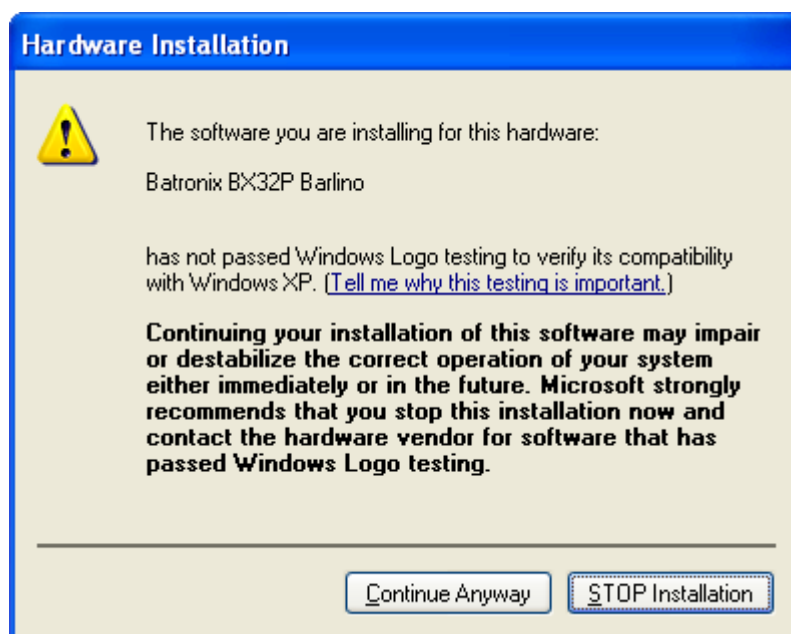 Hardware Installation
The software you are installing for this hardware:
Batronix BX32P Barlino
has not passed Windows Logo testing to verify its compatibility
with Windows XP. (Tell me why this testing is important.)
Continuing your installation of this software may impair
or destabilize the correct operation of your system
either immediately or in the future. Microsoft strongly
recommends that you stop this installation now and
contact the hardware vendor for software that has
passed Windows Logo testing.
Continue Anyway
STOP Installation